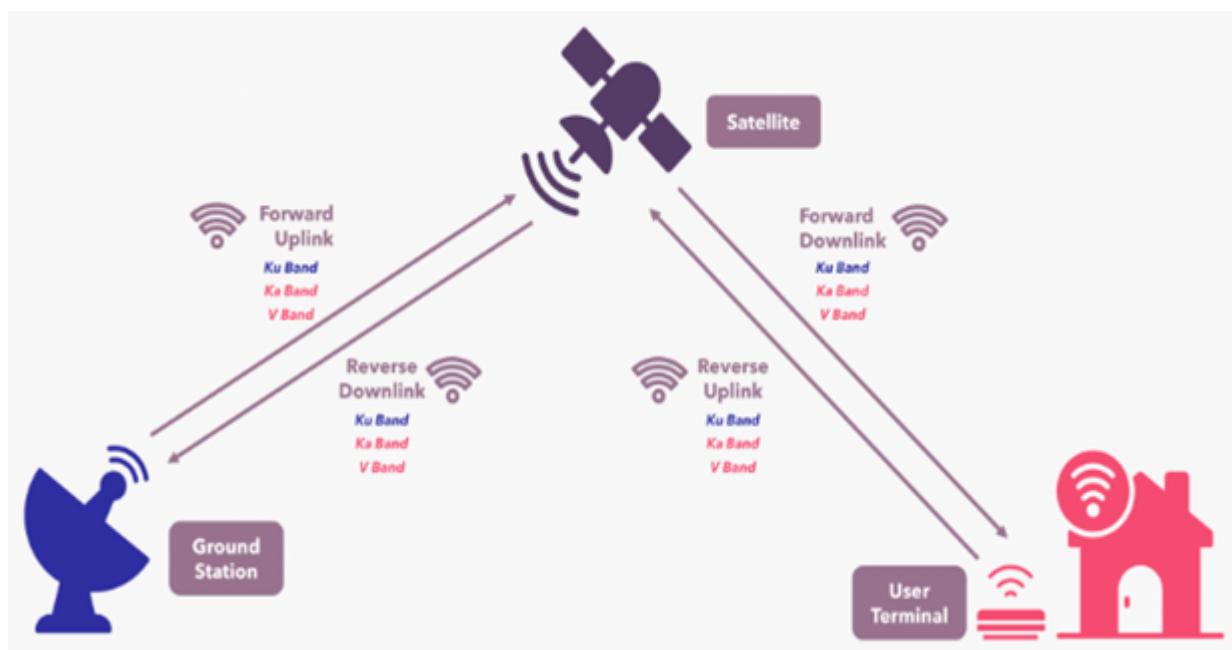 Satellite
Forward
Uplink
Ku Band
Ka Band
V Band
Forward
Downlink
Ku Band
Ka Band
V Band
Reverse
Downlink
Ku Band
Ka Band
V Band
Reverse
Uplink
Ku Band
Ka Band
V Band
Ground
Station
User
Terminal